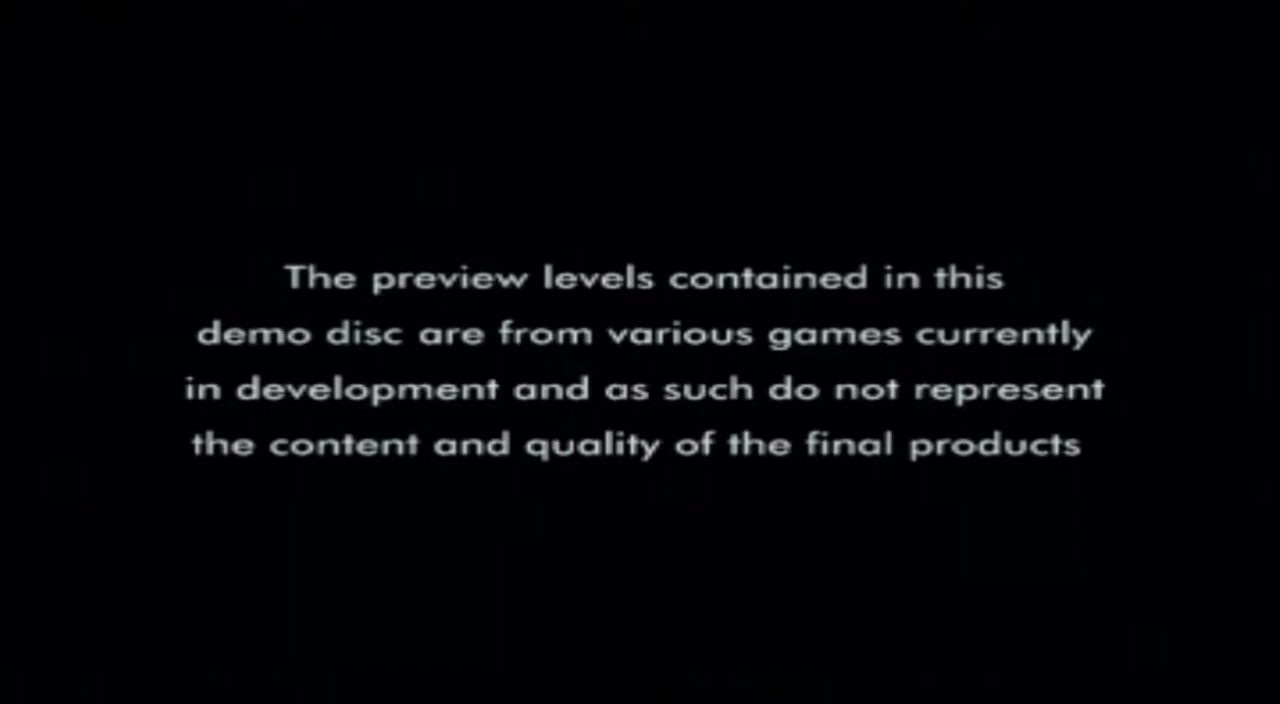 The preview levels contained in this
demo disc are from various games currently
in development and as such do not represent
the content and quality of the final products